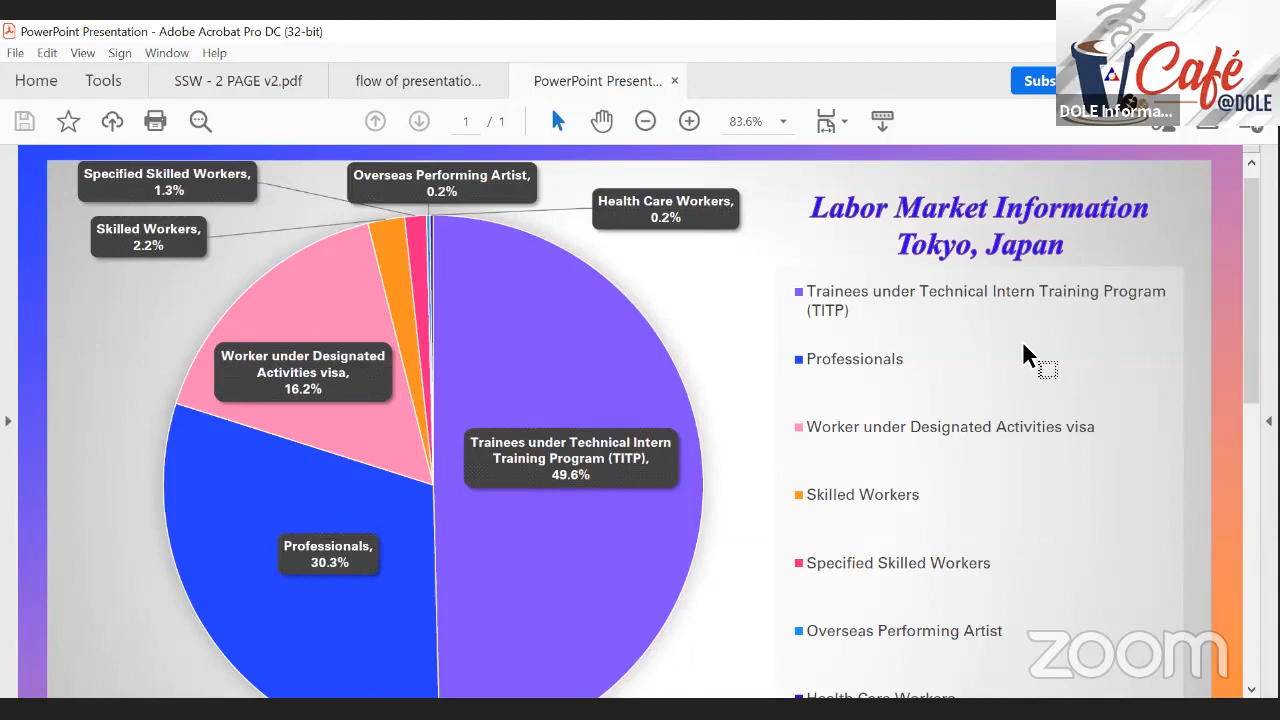 PowerPoint Presentation - Adobe Acrobat Pro DC (32-bit)
File Edit View Sign Window Help
Home Tools SSW - 2 PAGE v2.pdf flow of presentatio... PowerPoint Present... ×
Subs
Café
@DOLE
DOLE Informa...
1 / 1 83.6%
Specified Skilled Workers,
1.3%
Overseas Performing Artist,
0.2%
Health Care Workers,
0.2%
Skilled Workers,
2.2%
Worker under Designated
Activities visa,
16.2%
Trainees under Technical Intern
Training Program (TITP),
49.6%
Professionals,
30.3%
Labor Market Information
Tokyo, Japan
Trainees under Technical Intern Training Program
(TITP)
Professionals
Worker under Designated Activities visa
Skilled Workers
Specified Skilled Workers
Overseas Performing Artist
Health Care Workers
zoom